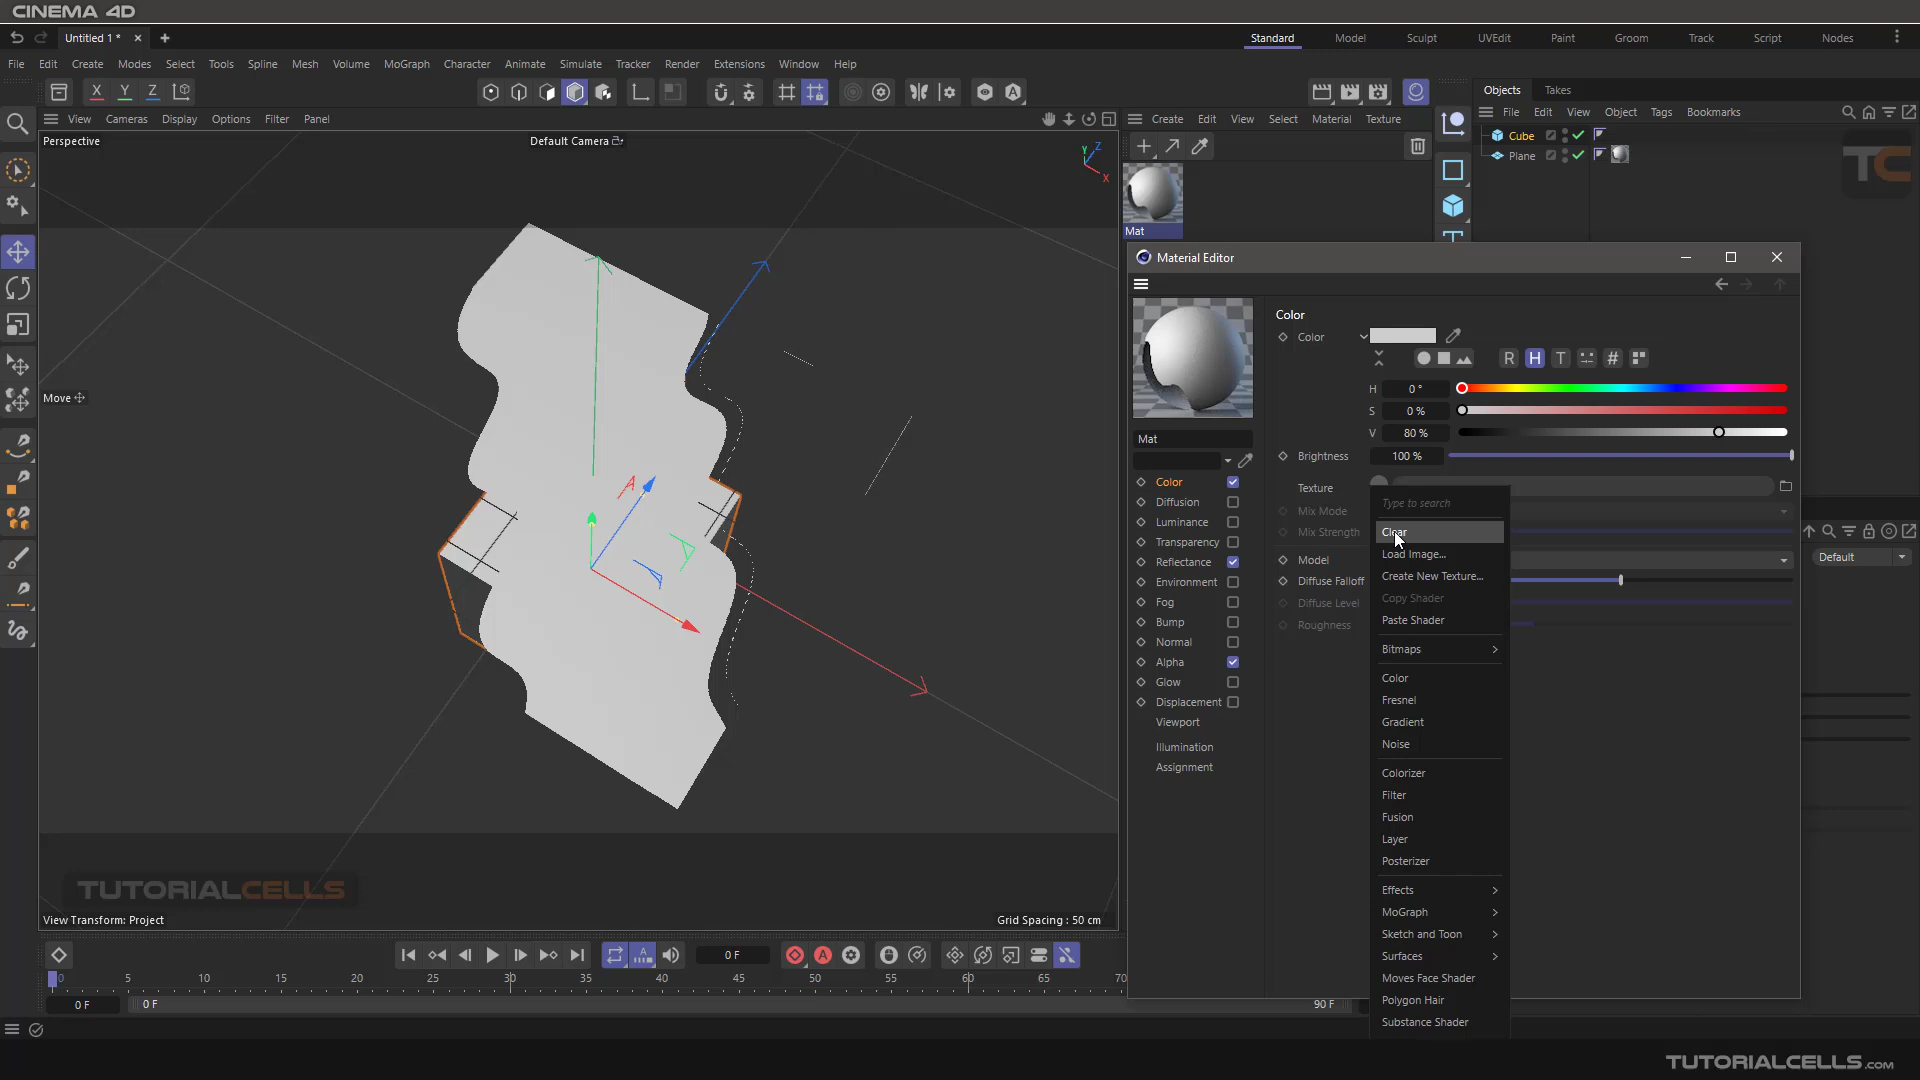 CINEMA 4D
Untitled 1 *
Standard
Model
Sculpt
UVEdit
Paint
Groom
Track
Script
Nodes
File Edit Create Modes Select Tools Spline Mesh Volume MoGraph Character Animate Simulate Tracker Render Extensions Window Help
X Y Z
View Cameras Display Options Filter Panel
Perspective
Default Camera
Y Z X
Move
View Transform: Project
Grid Spacing : 50 cm
TUTORIALCELLS
Create Edit View Select Material Texture
Mat
Objects Takes
File Edit View Object Tags Bookmarks
Cube
Plane
TC
Material Editor
Mat
Color
Diffusion
Luminance
Transparency
Reflectance
Environment
Fog
Bump
Normal
Alpha
Glow
Displacement
Viewport
Illumination
Assignment
Color
Color
R H T #
H 0 °
S 0 %
V 80 %
Brightness 100 %
Texture
Mix Mode
Mix Strength
Model
Diffuse Falloff
Diffuse Level
Roughness
Type to search
Clear
Load Image...
Create New Texture...
Copy Shader
Paste Shader
Bitmaps
Color
Fresnel
Gradient
Noise
Colorizer
Filter
Fusion
Layer
Posterizer
Effects
MoGraph
Sketch and Toon
Surfaces
Moves Face Shader
Polygon Hair
Substance Shader
Default
0 F
0 5 10 15 20 25 30 35 40 45 50 55 60 65 70
0 F 0 F 90 F
TUTORIALCELLS.com